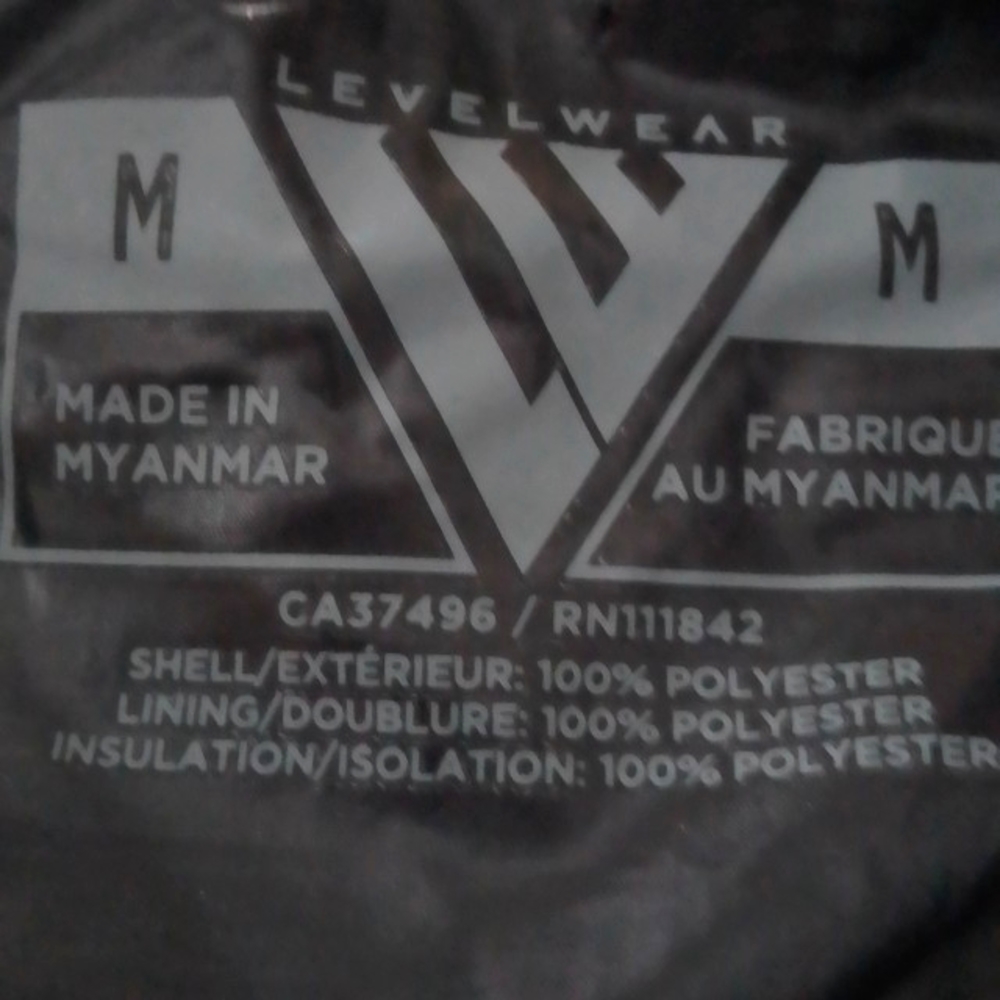 LEVELWEAR
M
M
MADE IN
MYANMAR
FABRIQUÉ
AU MYANMAR
CA37496 / RN111842
SHELL/EXTÉRIEUR: 100% POLYESTER
LINING/DOUBLURE: 100% POLYESTER
INSULATION/ISOLATION: 100% POLYESTER